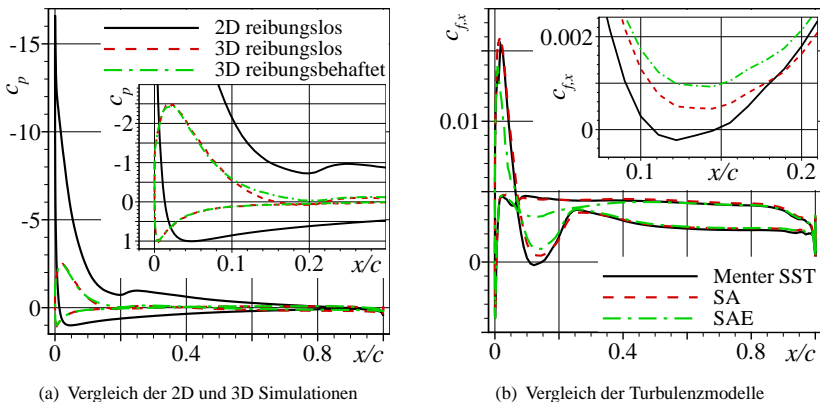 -15
-10
-5
0
c_p
0
0.4
0.8
x/c
2D reibungslos
3D reibungslos
3D reibungsbehaftet
c_p
-2
-1
0
1
0
0.1
0.2
x/c
(a) Vergleich der 2D und 3D Simulationen
c_{f,x}
0.01
0
0
0.4
0.8
x/c
c_{f,x}
0.002
0
0.1
0.2
x/c
Menter SST
SA
SAE
(b) Vergleich der Turbulenzmodelle